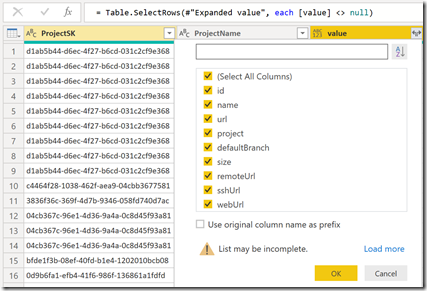 = Table.SelectRows(#"Expanded value", each [value] <> null)
ProjectSK ProjectName value
1 d1ab5b44-d6ec-4f27-b6cd-031c2cf9e368
2 d1ab5b44-d6ec-4f27-b6cd-031c2cf9e368
3 d1ab5b44-d6ec-4f27-b6cd-031c2cf9e368
4 d1ab5b44-d6ec-4f27-b6cd-031c2cf9e368
5 d1ab5b44-d6ec-4f27-b6cd-031c2cf9e368
6 d1ab5b44-d6ec-4f27-b6cd-031c2cf9e368
7 d1ab5b44-d6ec-4f27-b6cd-031c2cf9e368
8 d1ab5b44-d6ec-4f27-b6cd-031c2cf9e368
9 d1ab5b44-d6ec-4f27-b6cd-031c2cf9e368
10 c4464f28-1038-462f-aea9-04cbb3677581
11 3836f36c-369f-4d7b-9346-058fd740d7ac
12 04cb367c-96e1-4d36-9a4a-0c8d45f93a81
13 04cb367c-96e1-4d36-9a4a-0c8d45f93a81
14 04cb367c-96e1-4d36-9a4a-0c8d45f93a81
15 bfde1f3b-08ef-40fd-b1e4-1202010bcb08
16 0d9b6fa1-efb4-41f6-986f-136861a1fdfd
(Select All Columns)
id
name
url
project
defaultBranch
size
remoteUrl
sshUrl
webUrl
Use original column name as prefix
List may be incomplete. Load more
OK Cancel